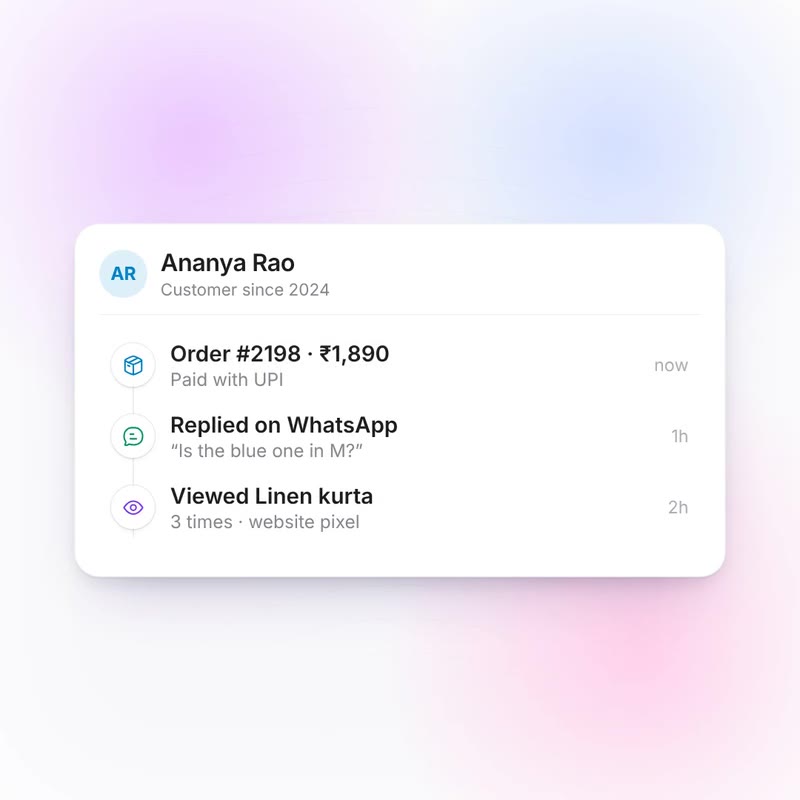 AR
Ananya Rao
Customer since 2024
Order #2198 · ₹1,890
Paid with UPI
now
Replied on WhatsApp
“Is the blue one in M?”
1h
Viewed Linen kurta
3 times · website pixel
2h